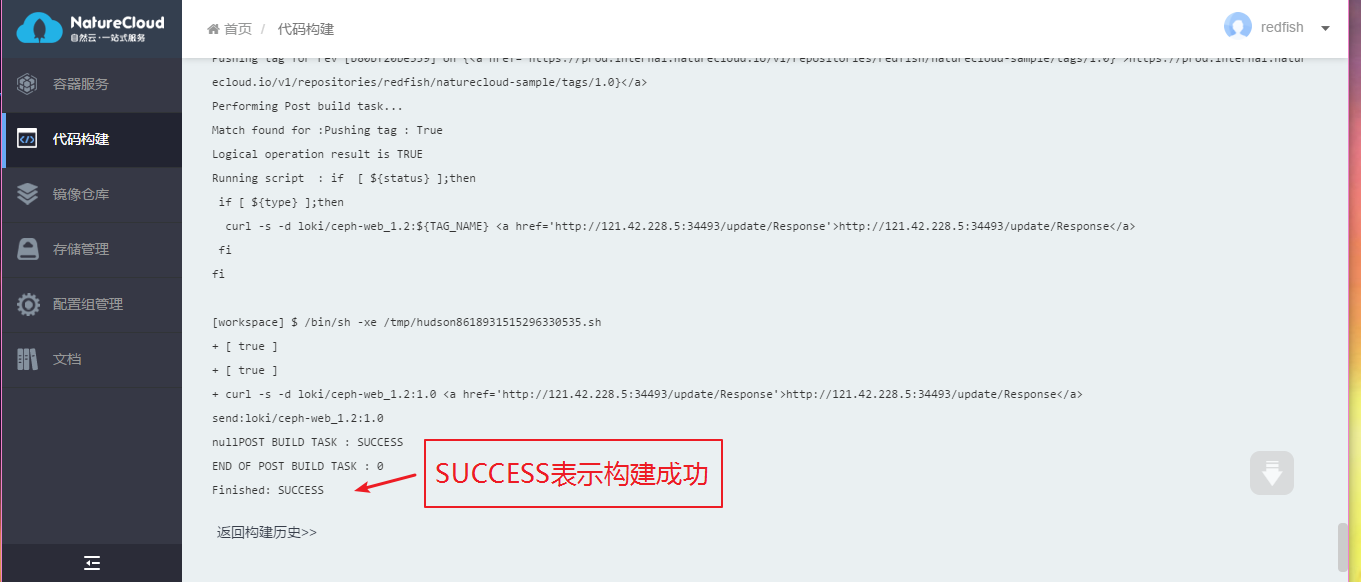 NatureCloud
自然云·一站式服务
首页 / 代码构建
redfish
容器服务
代码构建
镜像仓库
存储管理
配置组管理
文档
Pushing tag for rev [b80bf20be559] on {<a href='https://prod.internal.naturecloud.io/v1/repositories/redfish/naturecloud-sample/tags/1.0}'>https://prod.internal.natur
ecloud.io/v1/repositories/redfish/naturecloud-sample/tags/1.0}</a>
Performing Post build task...
Match found for :Pushing tag : True
Logical operation result is TRUE
Running script  : if  [ ${status} ];then
if [ ${type} ];then
curl -s -d loki/ceph-web_1.2:${TAG_NAME} <a href='http://121.42.228.5:34493/update/Response'>http://121.42.228.5:34493/update/Response</a>
fi
fi
[workspace] $ /bin/sh -xe /tmp/hudson8618931515296330535.sh
+ [ true ]
+ [ true ]
+ curl -s -d loki/ceph-web_1.2:1.0 <a href='http://121.42.228.5:34493/update/Response'>http://121.42.228.5:34493/update/Response</a>
send:loki/ceph-web_1.2:1.0
nullPOST BUILD TASK : SUCCESS
END OF POST BUILD TASK : 0
Finished: SUCCESS
SUCCESS表示构建成功
返回构建历史>>